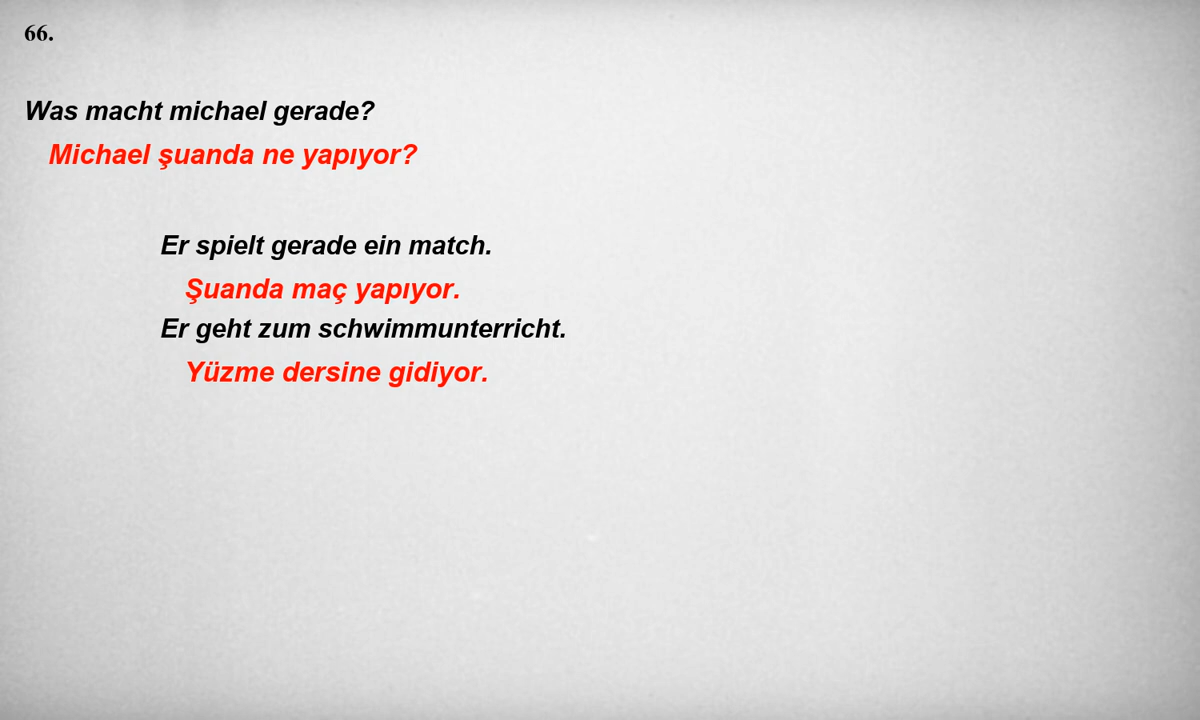 66.
Was macht michael gerade?
Michael şuanda ne yapıyor?
Er spielt gerade ein match.
Şuanda maç yapıyor.
Er geht zum schwimmunterricht.
Yüzme dersine gidiyor.